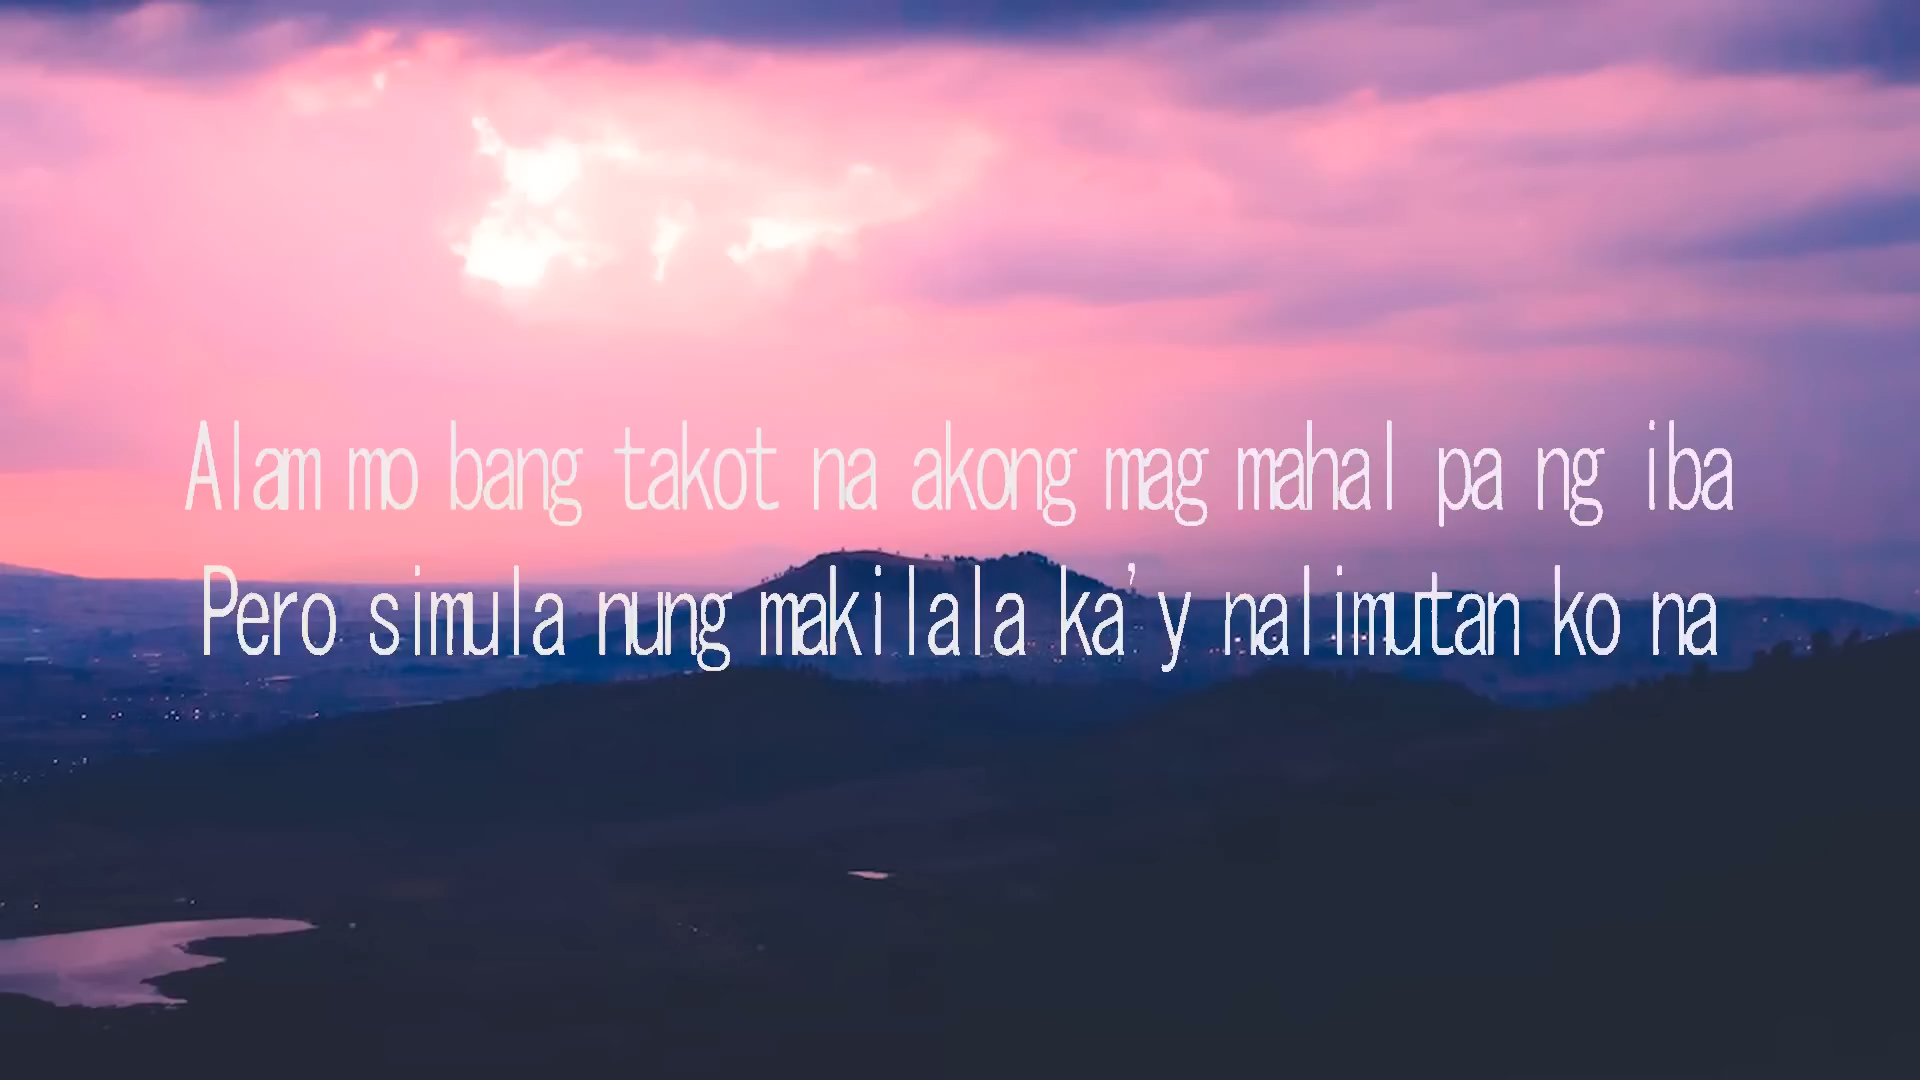 Alam mo bang takot na akong mag mahal pa ng iba
Pero simula nung makilala ka'y nalimutan ko na